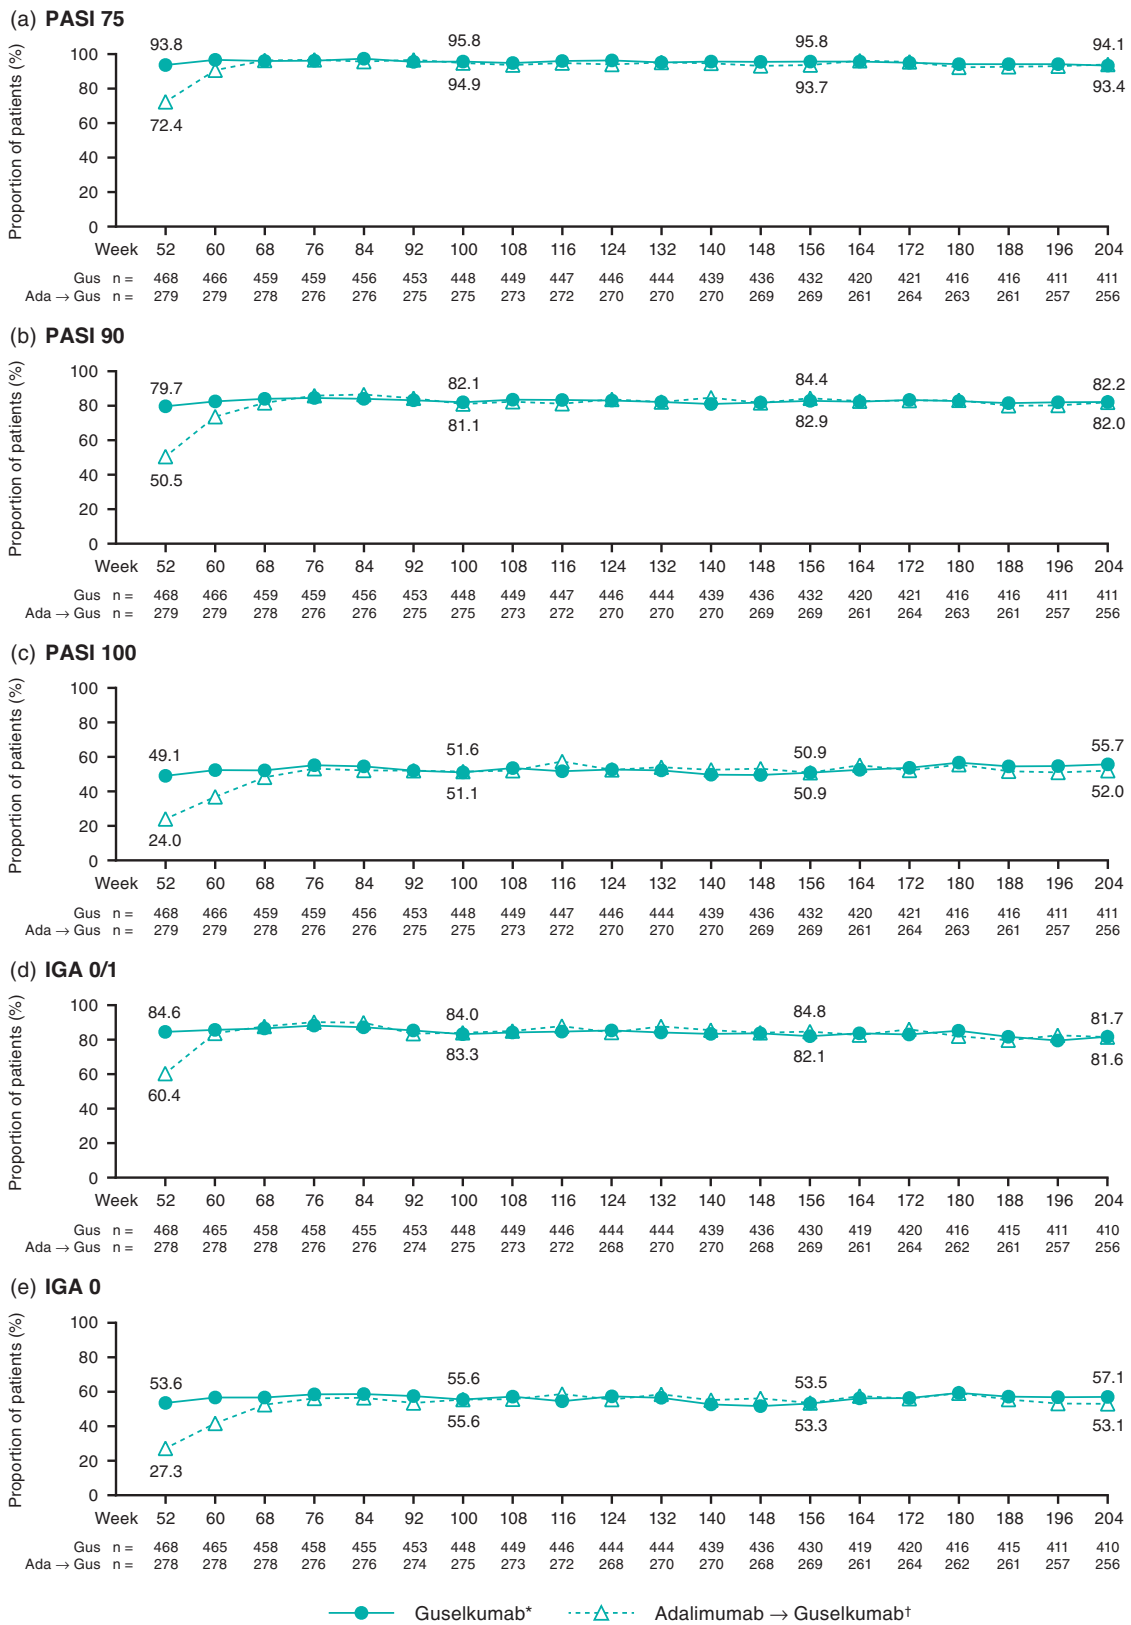 (a) PASI 75
Proportion of patients (%)
100
80
60
40
20
0
93.8
72.4
95.8
94.9
95.8
93.7
94.1
93.4
Week 52 60 68 76 84 92 100 108 116 124 132 140 148 156 164 172 180 188 196 204
Gus n = 468 466 459 459 456 453 448 449 447 446 444 439 436 432 420 421 416 416 411 411
Ada → Gus n = 279 279 278 276 276 275 275 273 272 270 270 270 269 269 261 264 263 261 257 256
(b) PASI 90
Proportion of patients (%)
100
80
60
40
20
0
79.7
50.5
82.1
81.1
84.4
82.9
82.2
82.0
Week 52 60 68 76 84 92 100 108 116 124 132 140 148 156 164 172 180 188 196 204
Gus n = 468 466 459 459 456 453 448 449 447 446 444 439 436 432 420 421 416 416 411 411
Ada → Gus n = 279 279 278 276 276 275 275 273 272 270 270 270 269 269 261 264 263 261 257 256
(c) PASI 100
Proportion of patients (%)
100
80
60
40
20
0
49.1
24.0
51.6
51.1
50.9
50.9
55.7
52.0
Week 52 60 68 76 84 92 100 108 116 124 132 140 148 156 164 172 180 188 196 204
Gus n = 468 466 459 459 456 453 448 449 447 446 444 439 436 432 420 421 416 416 411 411
Ada → Gus n = 279 279 278 276 276 275 275 273 272 270 270 270 269 269 261 264 263 261 257 256
(d) IGA 0/1
Proportion of patients (%)
100
80
60
40
20
0
84.6
60.4
84.0
83.3
84.8
82.1
81.7
81.6
Week 52 60 68 76 84 92 100 108 116 124 132 140 148 156 164 172 180 188 196 204
Gus n = 468 465 458 458 455 453 448 449 446 444 444 439 436 430 419 420 416 415 411 410
Ada → Gus n = 278 278 278 276 276 274 275 273 272 268 270 270 268 269 261 264 262 261 257 256
(e) IGA 0
Proportion of patients (%)
100
80
60
40
20
0
53.6
27.3
55.6
55.6
53.5
53.3
57.1
53.1
Week 52 60 68 76 84 92 100 108 116 124 132 140 148 156 164 172 180 188 196 204
Gus n = 468 465 458 458 455 453 448 449 446 444 444 439 436 430 419 420 416 415 411 410
Ada → Gus n = 278 278 278 276 276 274 275 273 272 268 270 270 268 269 261 264 262 261 257 256
Guselkumab* Adalimumab → Guselkumab†